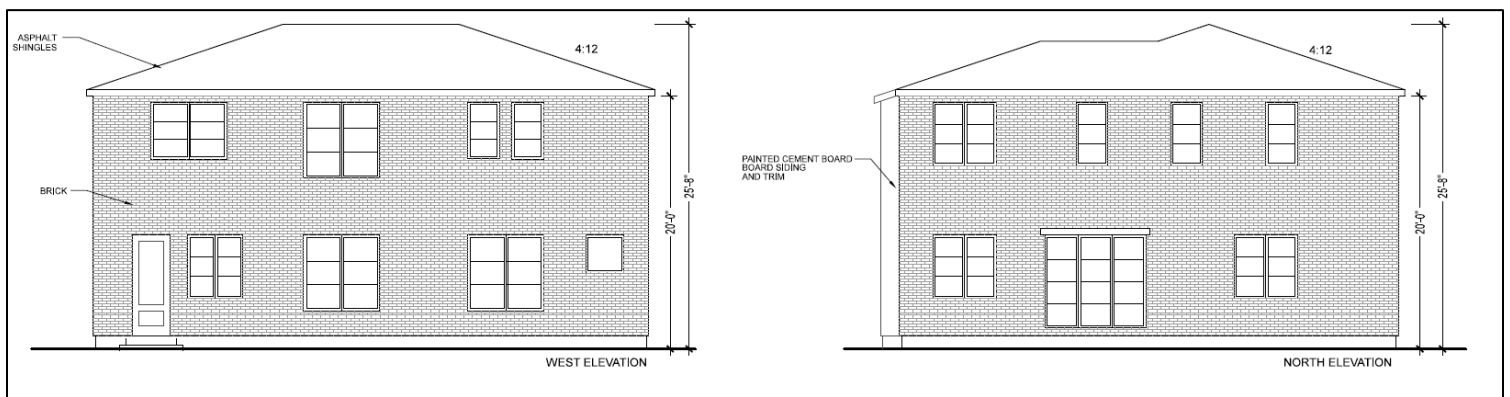 ASPHALT
SHINGLES
4:12
BRICK
20'-0"
25'-8"
WEST ELEVATION
4:12
PAINTED CEMENT BOARD
BOARD SIDING
AND TRIM
20'-0"
25'-8"
NORTH ELEVATION